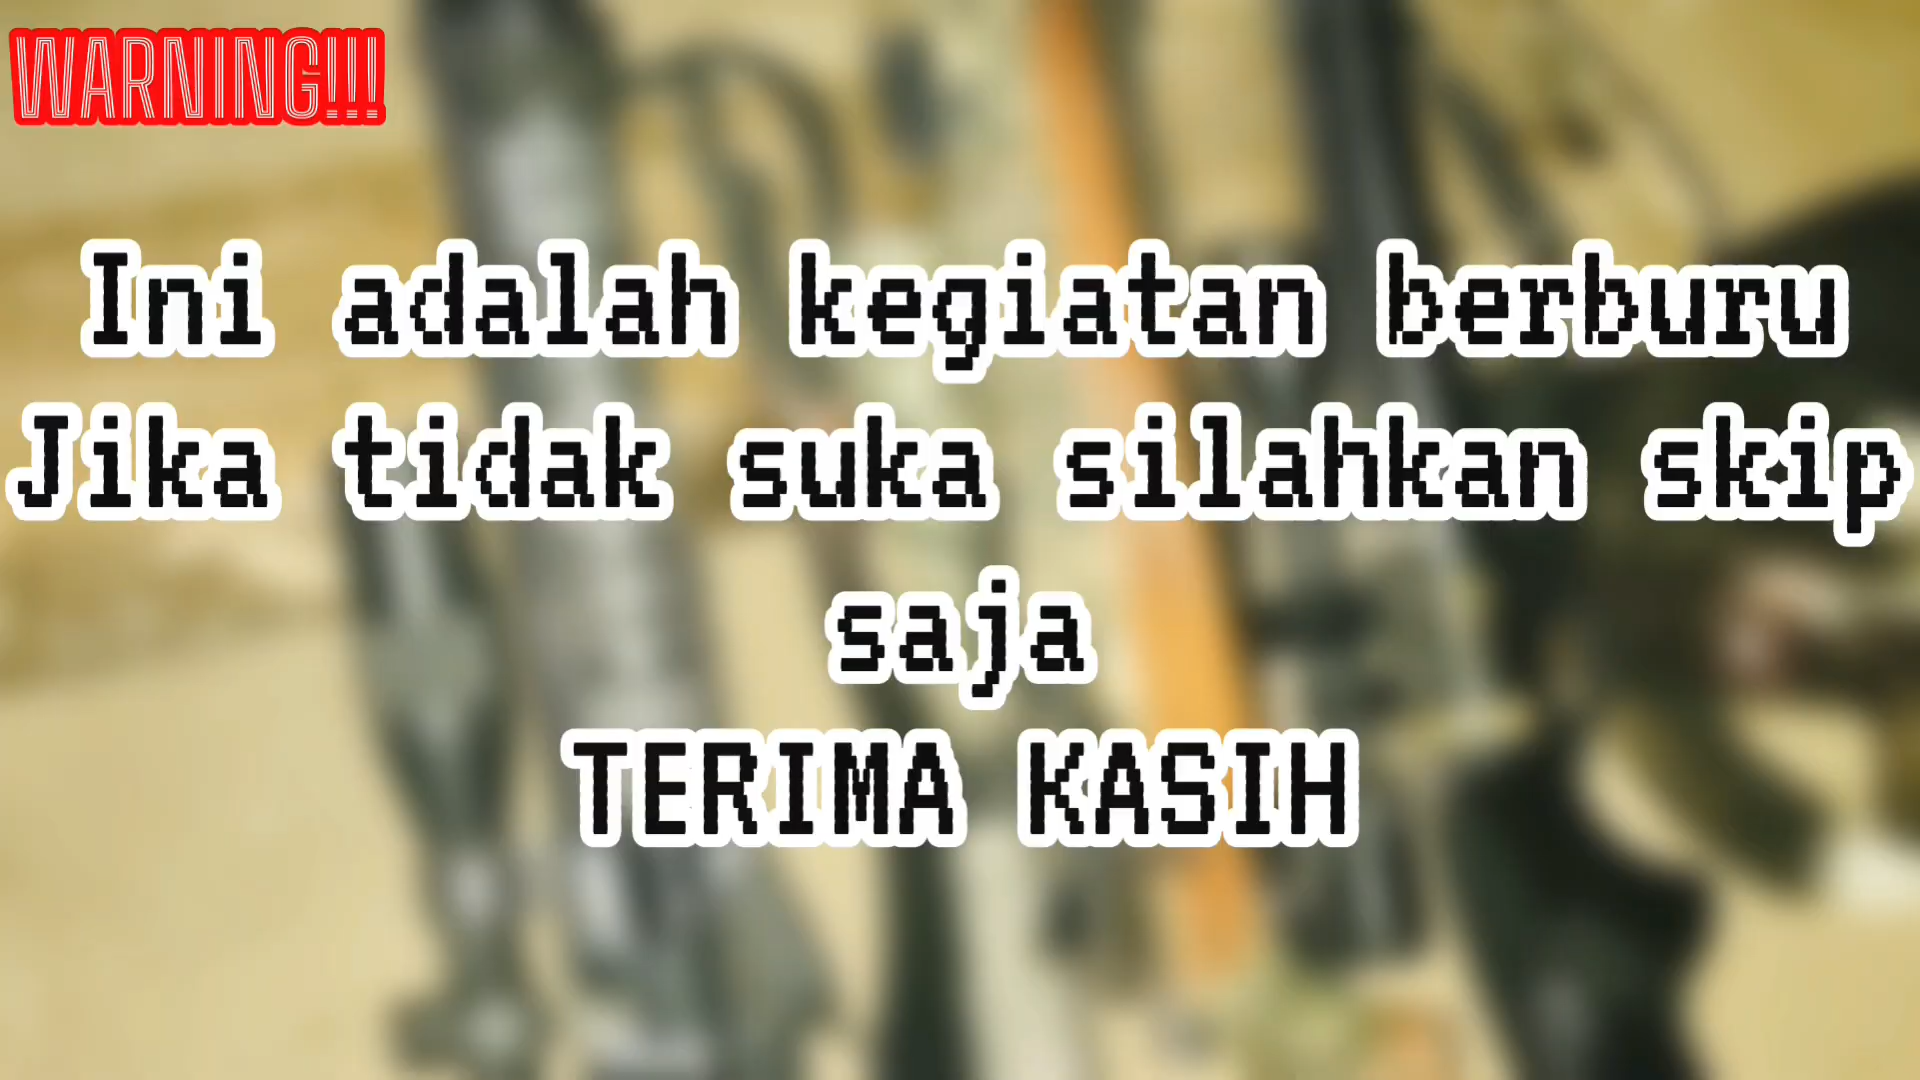 WARNING!!!
Ini adalah kegiatan berburu
Jika tidak suka silahkan skip
saja
TERIMA KASIH